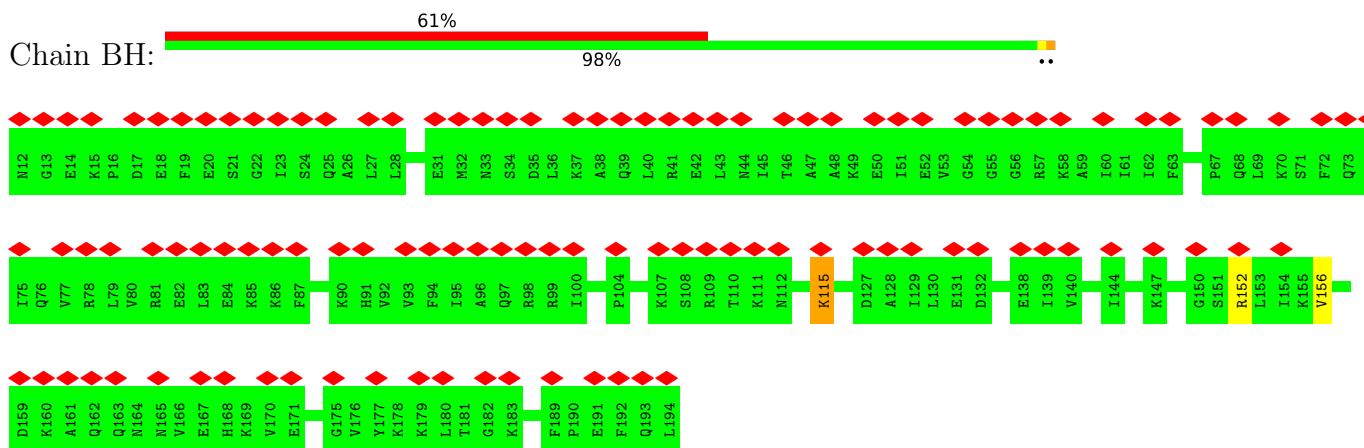 61%
Chain BH:
98%
••
N12 G13 E14 K15 P16 D17 E18 F19 E20 S21 G22 I23 S24 Q25 A26 L27 L28 E31 M32 N33 S34 D35 L36 K37 A38 Q39 L40 R41 E42 L43 N44 I45 T46 A47 A48 K49 E50 I51 E52 V53 G54 G55 G56 R57 K58 A59 I60 I61 I62 F63 P67 Q68 L69 K70 S71 F72 Q73
I75 Q76 V77 R78 L79 V80 R81 E82 L83 E84 K85 K86 F87 K90 H91 V92 V93 F94 I95 A96 Q97 R98 R99 I100 P104 K107 S108 R109 T110 K111 N112 K115 D127 A128 I129 L130 E131 D132 E138 I139 V140 I144 K147 G150 S151 R152 L153 I154 K155 V156
D159 K160 A161 Q162 Q163 N164 N165 V166 E167 H168 K169 V170 E171 G175 V176 Y177 K178 K179 L180 T181 G182 K183 F189 P190 E191 F192 Q193 L194